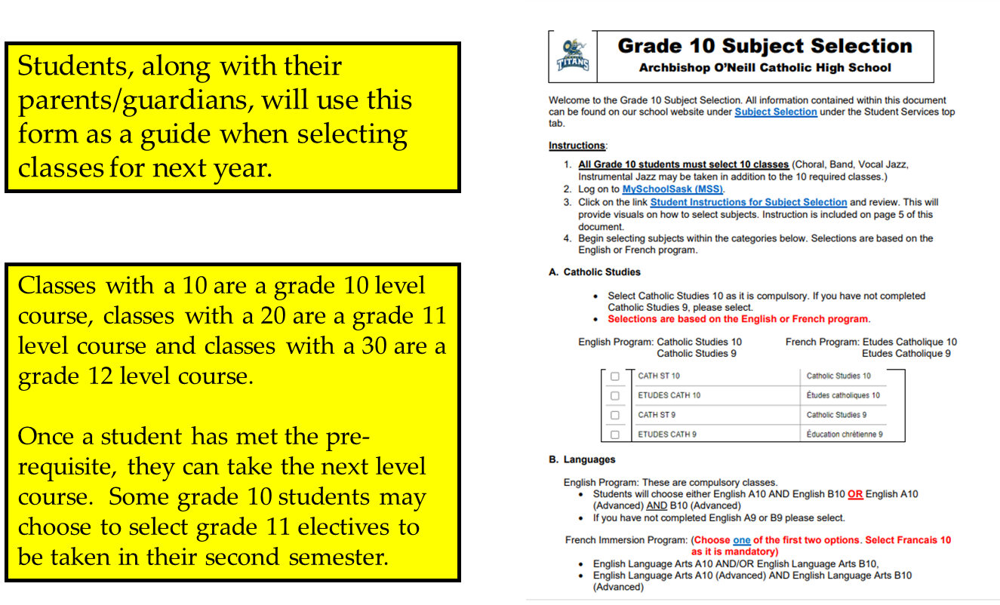 Students, along with their
parents/guardians, will use this
form as a guide when selecting
classes for next year.
Classes with a 10 are a grade 10 level
course, classes with a 20 are a grade 11
level course and classes with a 30 are a
grade 12 level course.
Once a student has met the pre-
requisite, they can take the next level
course. Some grade 10 students may
choose to select grade 11 electives to
be taken in their second semester.
TITANS
Grade 10 Subject Selection
Archbishop O’Neill Catholic High School
Welcome to the Grade 10 Subject Selection. All information contained within this document
can be found on our school website under Subject Selection under the Student Services top
tab.
Instructions:
1. All Grade 10 students must select 10 classes (Choral, Band, Vocal Jazz,
Instrumental Jazz may be taken in addition to the 10 required classes.)
2. Log on to MySchoolSask (MSS).
3. Click on the link Student Instructions for Subject Selection and review. This will
provide visuals on how to select subjects. Instruction is included on page 5 of this
document.
4. Begin selecting subjects within the categories below. Selections are based on the
English or French program.
A. Catholic Studies
• Select Catholic Studies 10 as it is compulsory. If you have not completed
Catholic Studies 9, please select.
• Selections are based on the English or French program.
English Program: Catholic Studies 10 French Program: Etudes Catholique 10
Catholic Studies 9 Etudes Catholique 9
CATH ST 10 Catholic Studies 10
ETUDES CATH 10 Études catholiques 10
CATH ST 9 Catholic Studies 9
ETUDES CATH 9 Éducation chrétienne 9
B. Languages
English Program: These are compulsory classes.
• Students will choose either English A10 AND English B10 OR English A10
(Advanced) AND B10 (Advanced)
• If you have not completed English A9 or B9 please select.
French Immersion Program: (Choose one of the first two options. Select Francais 10
as it is mandatory)
• English Language Arts A10 AND/OR English Language Arts B10,
• English Language Arts A10 (Advanced) AND English Language Arts B10
(Advanced)